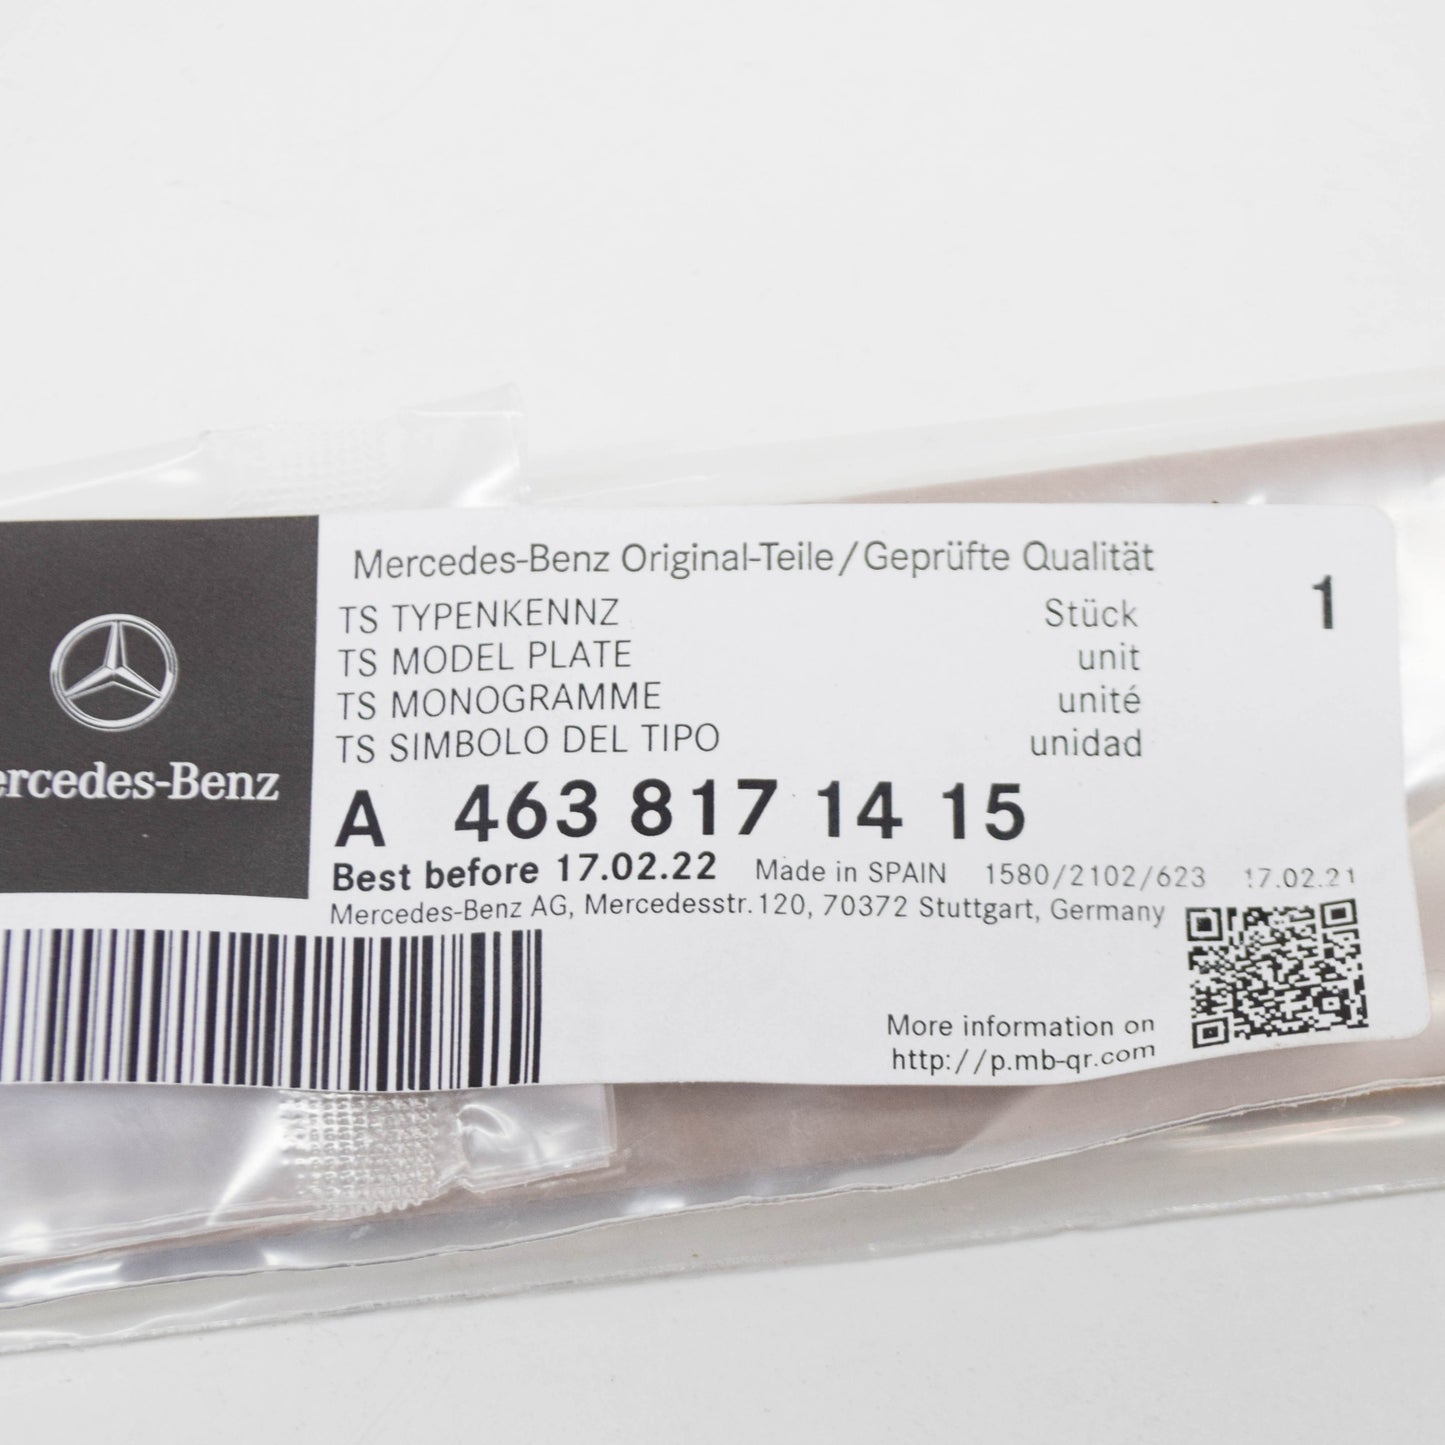 Mercedes-Benz Original-Teile/Geprüfte Qualität
TS TYPENKENNZ Stück 1
TS MODEL PLATE unit
TS MONOGRAMME unité
TS SIMBOLO DEL TIPO unidad
ercedes-Benz
A 463 817 14 15
Best before 17.02.22 Made in SPAIN 1580/2102/623 17.02.21
Mercedes-Benz AG, Mercedesstr.120, 70372 Stuttgart, Germany
More information on
http://p.mb-qr.com